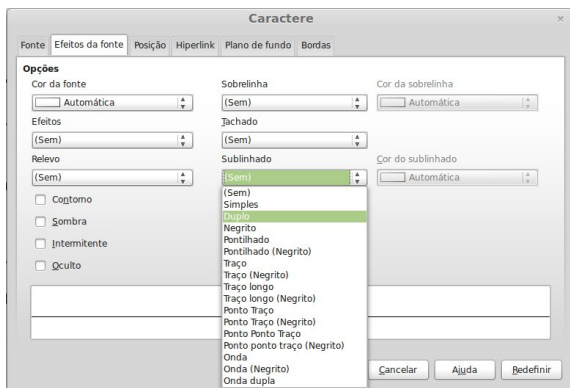 Caractere
Fonte Efeitos da fonte Posição Hiperlink Plano de fundo Bordas
Opções
Cor da fonte Sobrelinha Cor da sobrelinha
Automática (Sem) Automática
Efeitos Tachado
(Sem) (Sem)
Relevo Sublinhado Cor do sublinhado
(Sem) (Sem) Automática
Contorno
Sombra
Intermitente
Oculto
(Sem)
Simples
Duplo
Negrito
Pontilhado
Pontilhado (Negrito)
Traço
Traço (Negrito)
Traço longo
Traço longo (Negrito)
Ponto Traço
Ponto Traço (Negrito)
Ponto Ponto Traço
Ponto ponto traço (Negrito)
Onda
Onda (Negrito)
Onda dupla
Cancelar Ajuda Redefinir